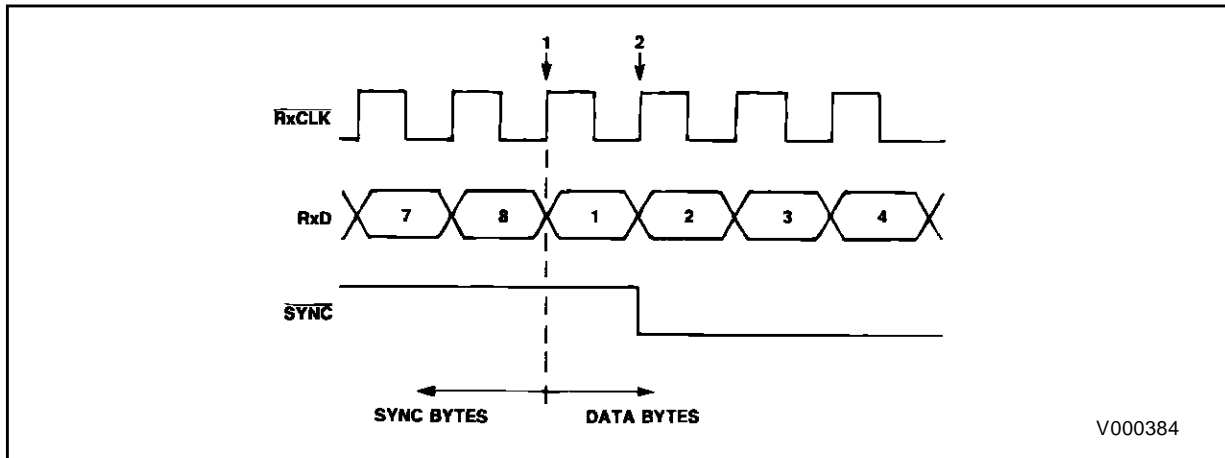 1 2
RxCLK
RxD 7 8 1 2 3 4
SYNC
SYNC BYTES DATA BYTES
V000384